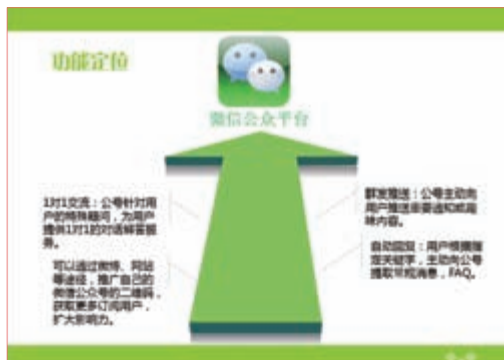 功能定位
微信公众平台
1对1交流：公号针对用
户的特殊疑问，为用户
提供1对1的对话解答服
务。
可以通过微博、网站
等途径，推广自己的
微信公众号的二维码，
获取更多订阅用户，
扩大影响力。
群发推送：公号主动向
用户推送重要通知或趣
味内容。
自动回复：用户根据指
定关键字，主动向公号
提取常规消息，FAQ。